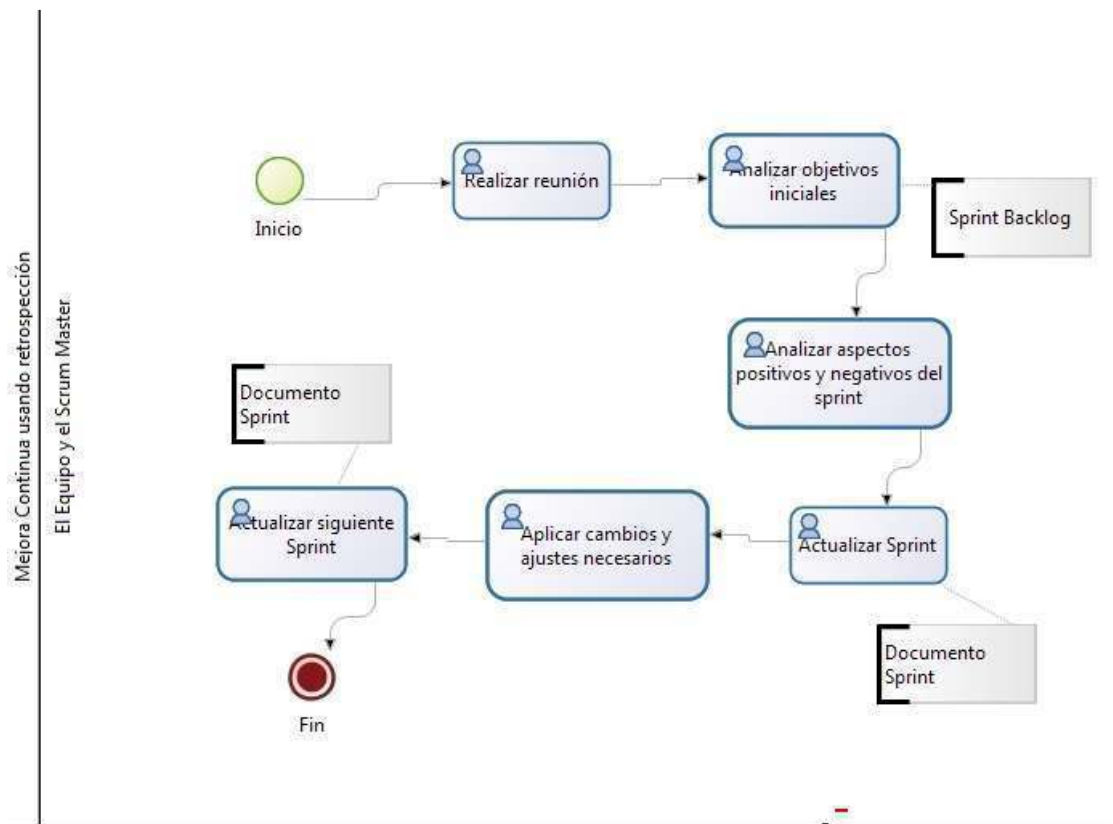 Mejora Continua usando retrospección
El Equipo y el Scrum Master
Inicio
Realizar reunión
Analizar objetivos
iniciales
Sprint Backlog
Analizar aspectos
positivos y negativos del
sprint
Actualizar Sprint
Documento
Sprint
Aplicar cambios y
ajustes necesarios
Actualizar siguiente
Sprint
Documento
Sprint
Fin